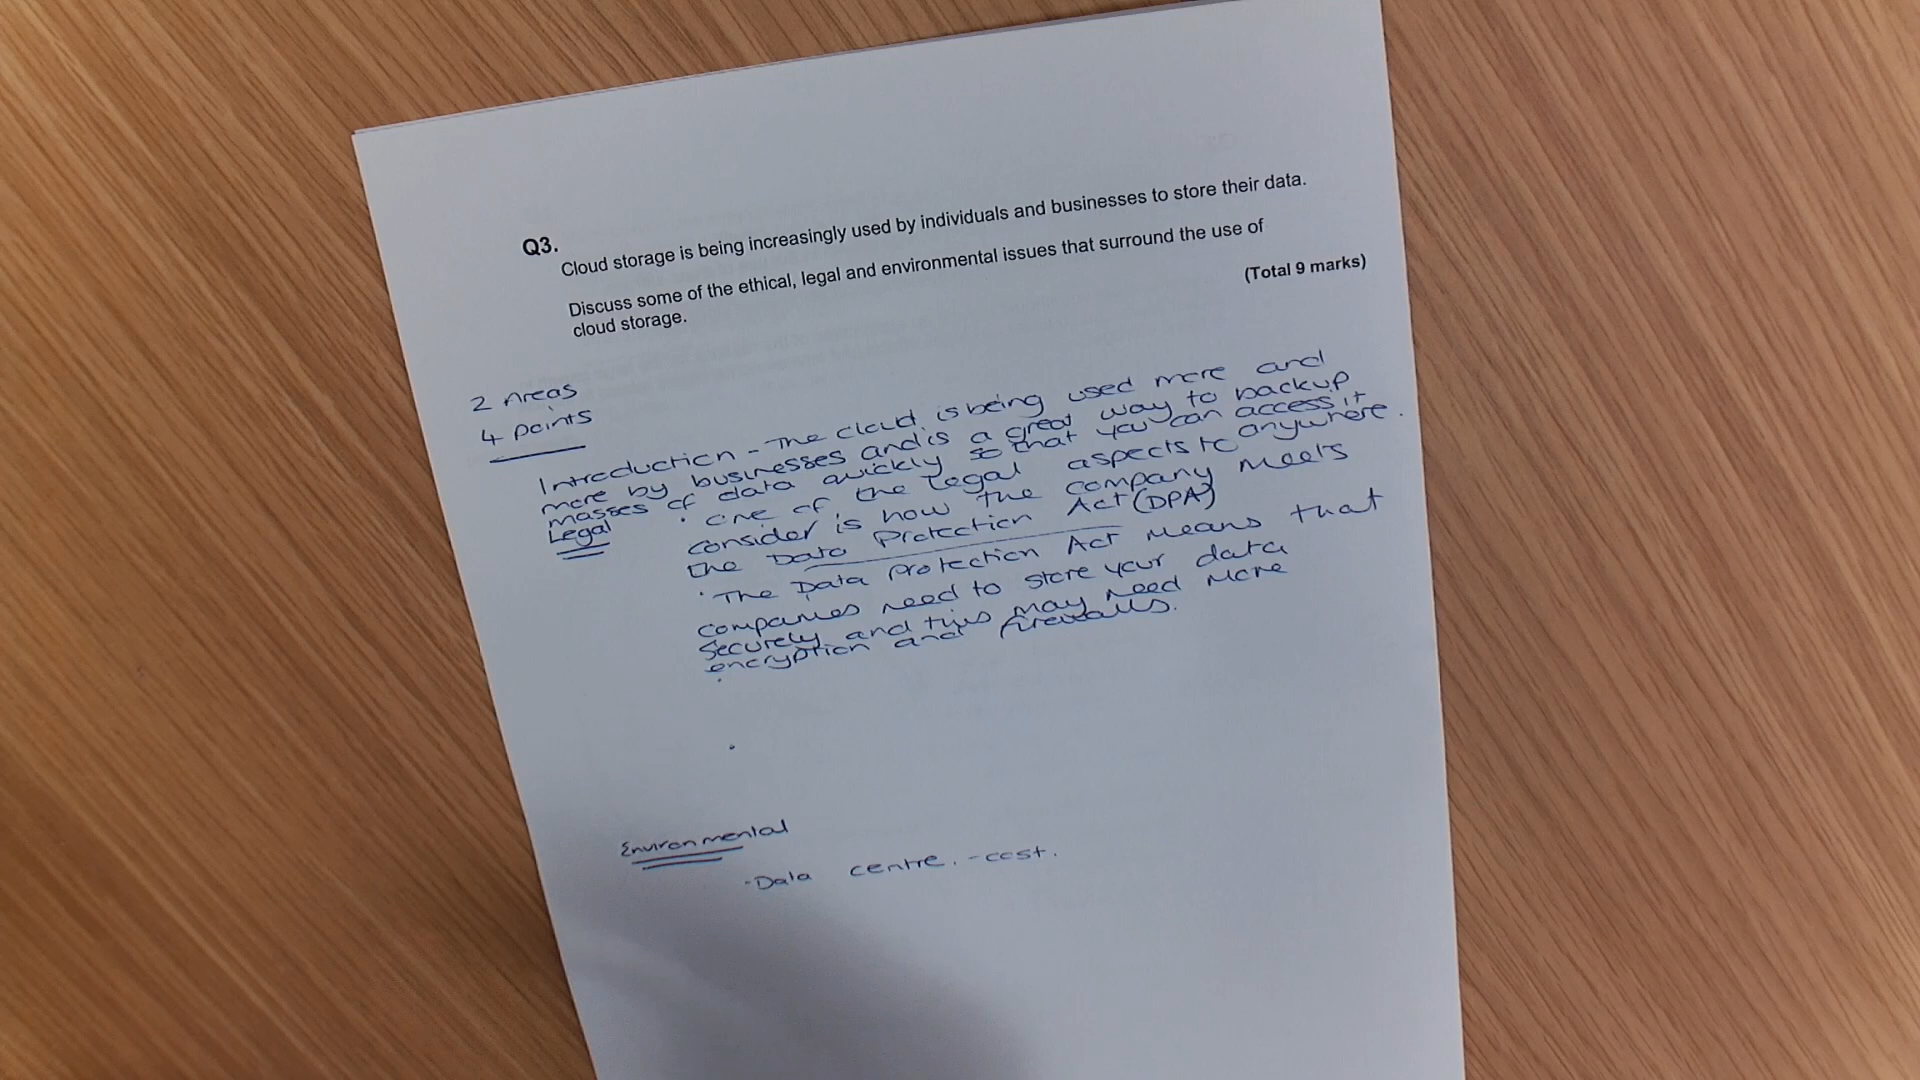 Q3.
Cloud storage is being increasingly used by individuals and businesses to store their data.
Discuss some of the ethical, legal and environmental issues that surround the use of
cloud storage.
(Total 9 marks)
2 Areas
4 points
Introduction - The cloud, is being used more and
more by businesses and is a great way to backup
masses of data quickly so that you can access it
anywhere.
Legal
· One of the legal aspects to
consider is how the company meets
the Data Protection Act (DPA)
· The Data Protection Act means that
companies need to store your data
securely and this may need more
encryption and firewalls.
·
·
Environmental
- Data centre. - cost.